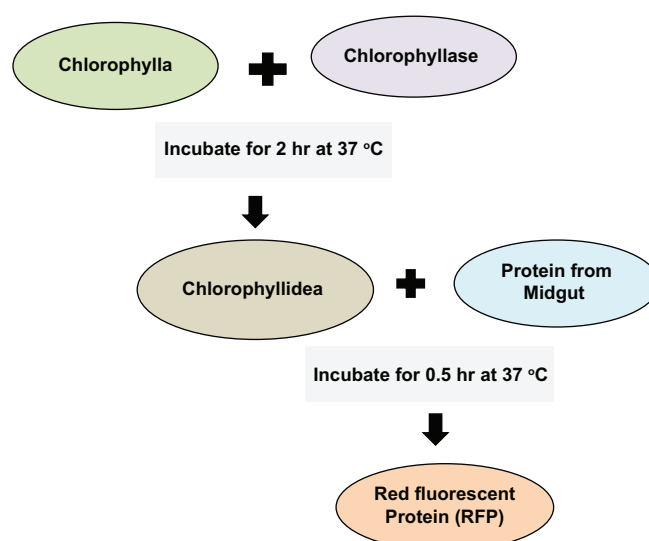 Chlorophylla
Chlorophyllase
Incubate for 2 hr at 37 °C
Chlorophyllidea
Protein from
Midgut
Incubate for 0.5 hr at 37 °C
Red fluorescent
Protein (RFP)